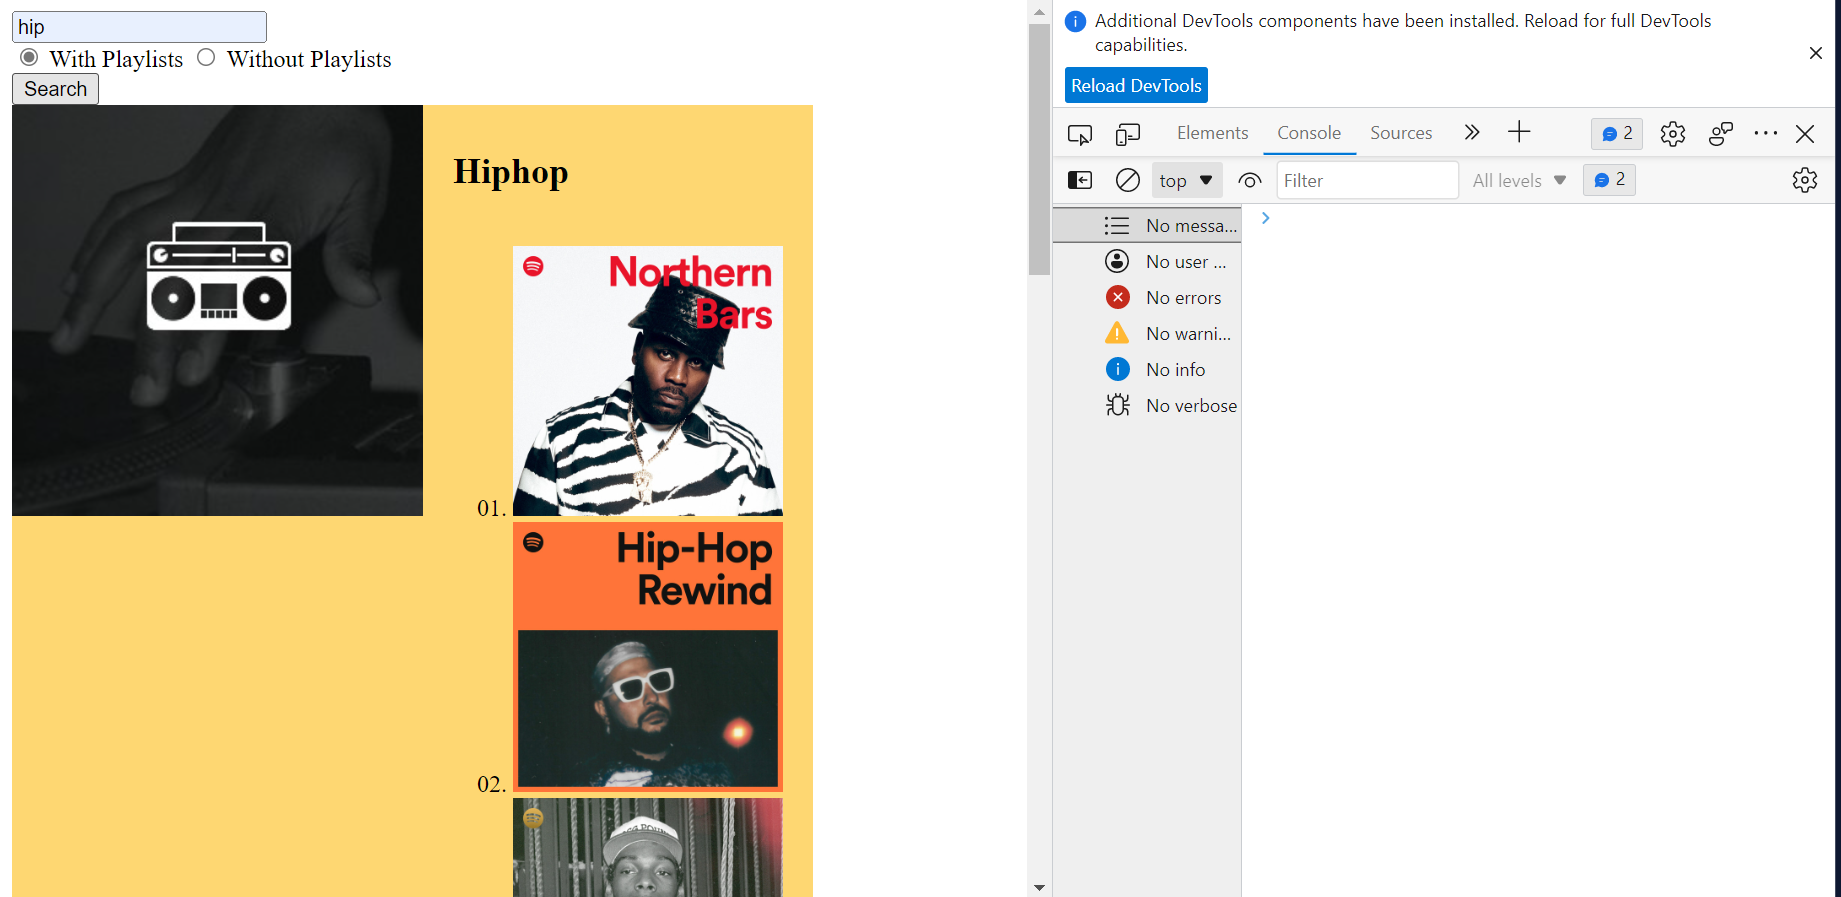 hip
With Playlists Without Playlists
Search
Hiphop
Northern
Bars
01.
Hip-Hop
Rewind
02.
Additional DevTools components have been installed. Reload for full DevTools
capabilities.
Reload DevTools
Elements Console Sources 2
top Filter All levels 2
No messa...
No user ...
No errors
No warni...
No info
No verbose